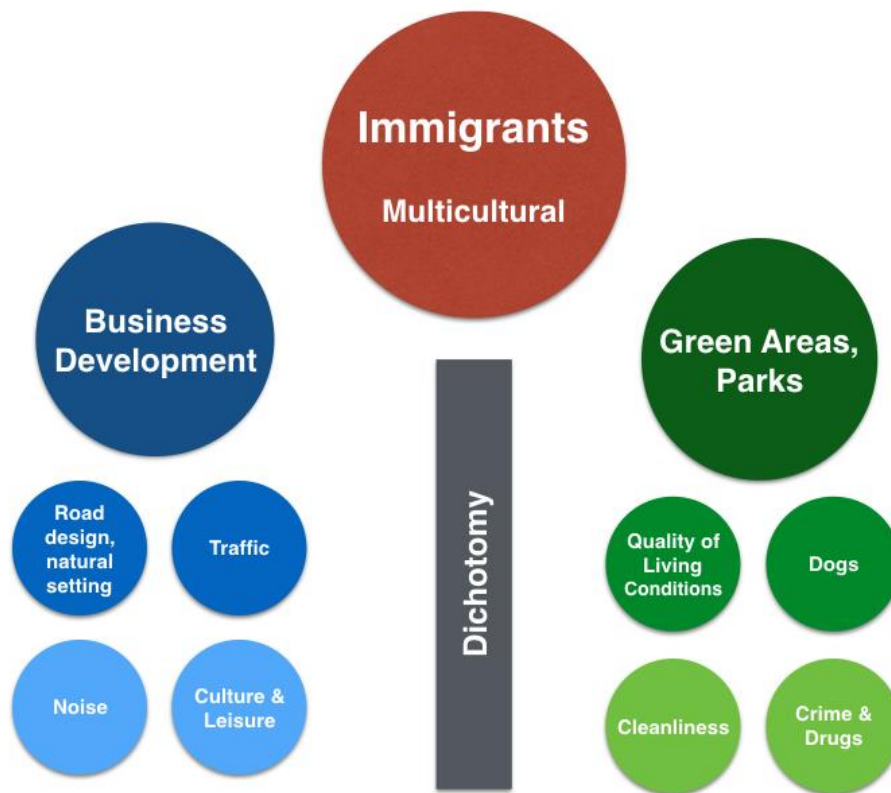 Immigrants
Multicultural
Business
Development
Green Areas,
Parks
Dichotomy
Road
design,
natural
setting
Traffic
Noise
Culture &
Leisure
Quality of
Living
Conditions
Dogs
Cleanliness
Crime &
Drugs